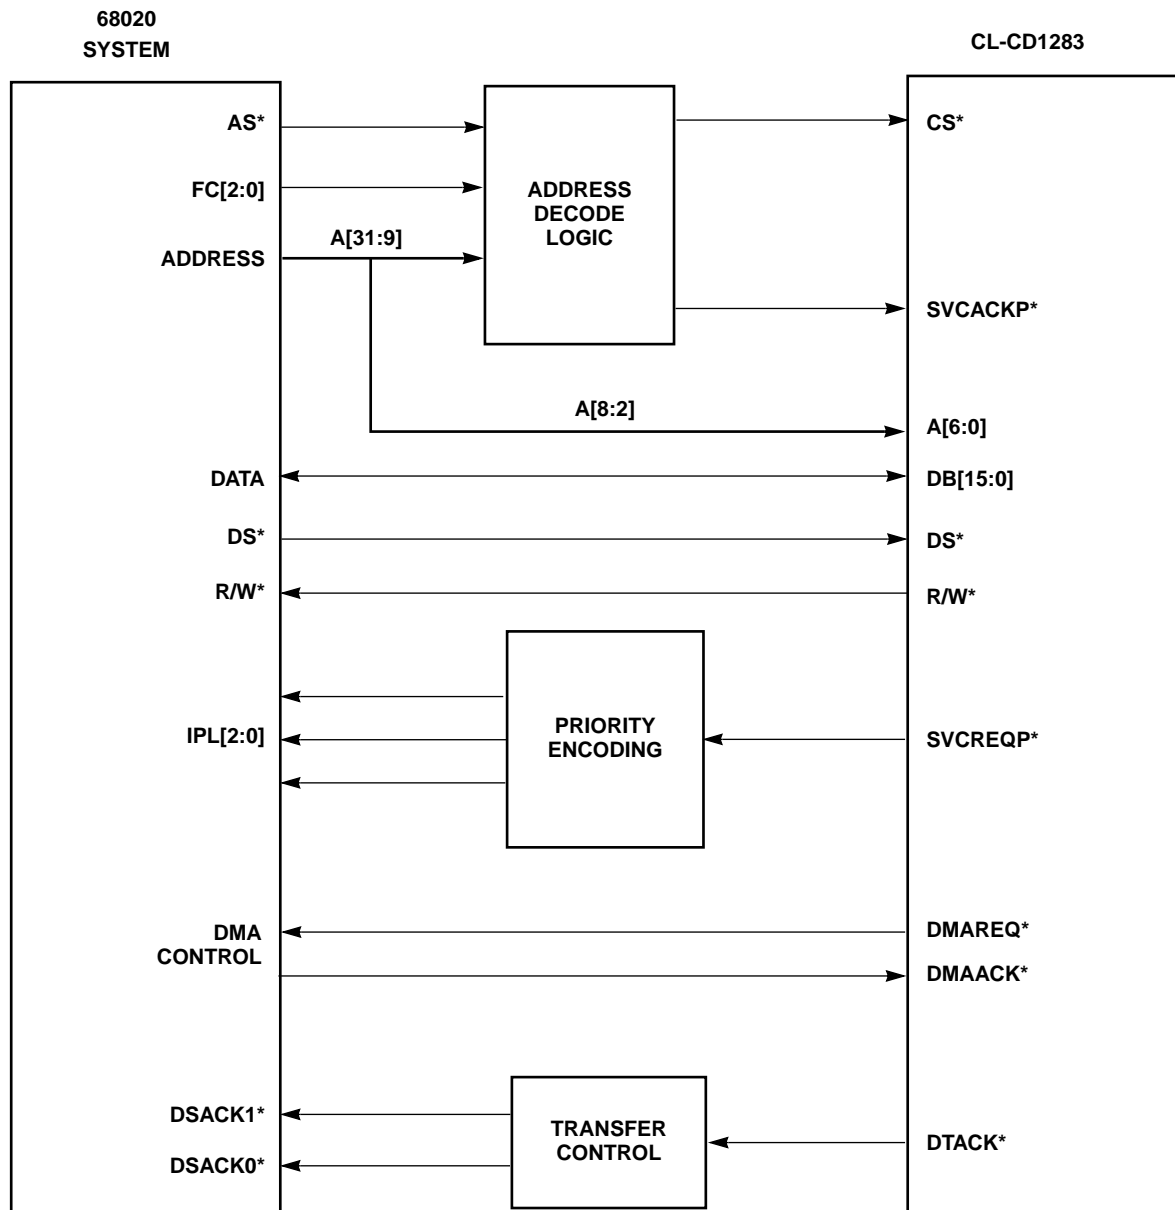 68020
SYSTEM
CL-CD1283
AS*
CS*
FC[2:0]
ADDRESS
DECODE
LOGIC
A[31:9]
ADDRESS
SVCACKP*
A[8:2]
A[6:0]
DATA
DB[15:0]
DS*
DS*
R/W*
R/W*
IPL[2:0]
PRIORITY
ENCODING
SVCREQP*
DMA
CONTROL
DMAREQ*
DMAACK*
DSACK1*
TRANSFER
CONTROL
DTACK*
DSACK0*